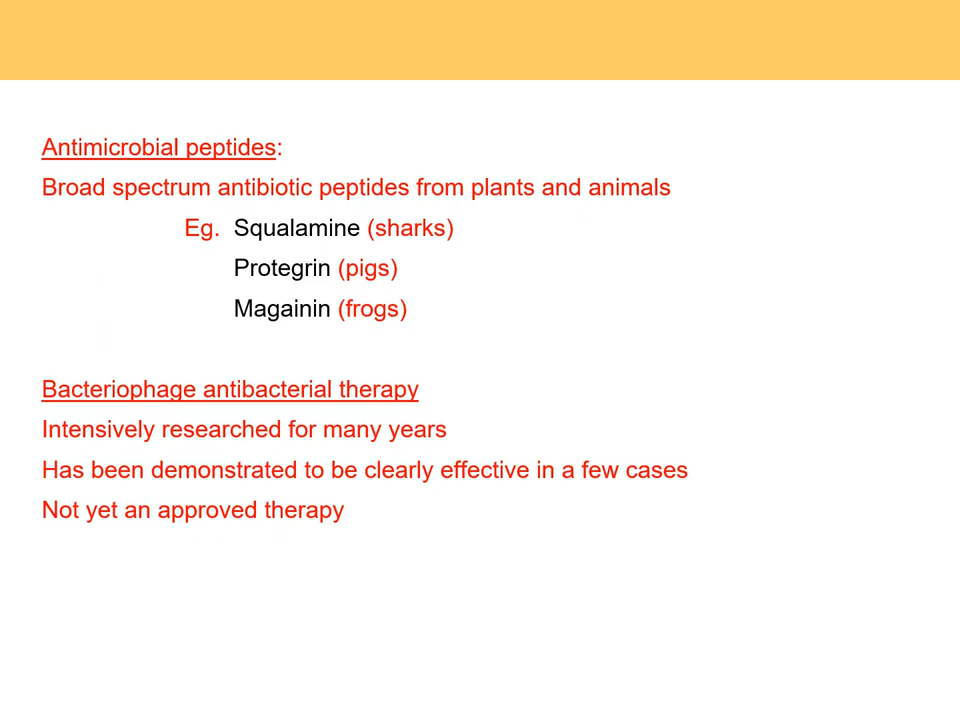 Antimicrobial peptides:
Broad spectrum antibiotic peptides from plants and animals
Eg. Squalamine (sharks)
Protegrin (pigs)
Magainin (frogs)
Bacteriophage antibacterial therapy
Intensively researched for many years
Has been demonstrated to be clearly effective in a few cases
Not yet an approved therapy